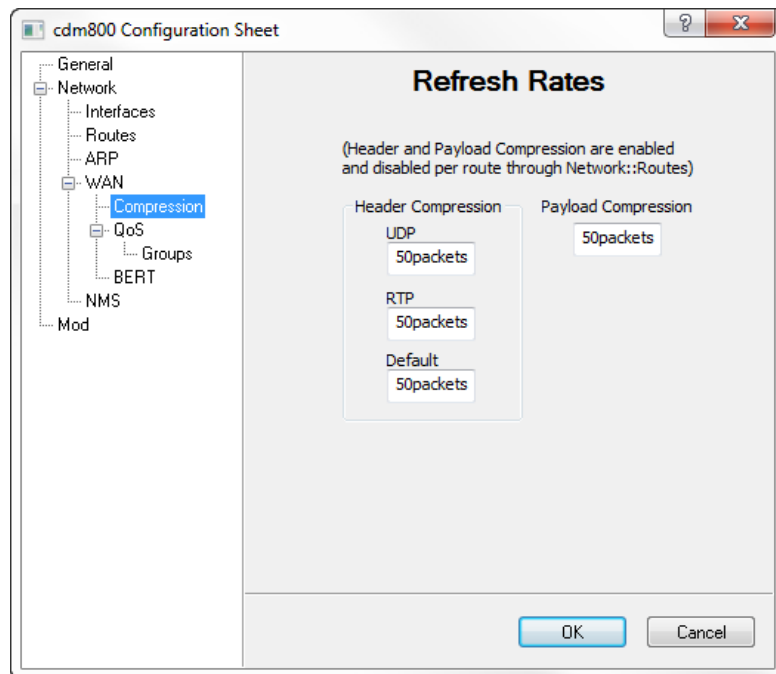 cdm800 Configuration Sheet
General
Network
Interfaces
Routes
ARP
WAN
Compression
QoS
Groups
BERT
NMS
Mod
Refresh Rates
(Header and Payload Compression are enabled
and disabled per route through Network::Routes)
Header Compression
UDP
50packets
RTP
50packets
Default
50packets
Payload Compression
50packets
OK
Cancel